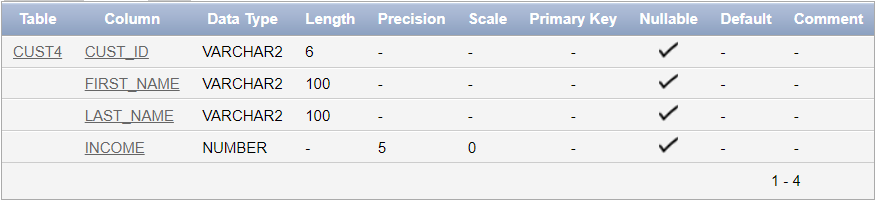 Table Column Data Type Length Precision Scale Primary Key Nullable Default Comment
CUST4 CUST_ID VARCHAR2 6 - - - ✓ - -
FIRST_NAME VARCHAR2 100 - - - ✓ - -
LAST_NAME VARCHAR2 100 - - - ✓ - -
INCOME NUMBER - 5 0 - ✓ - -
1 - 4